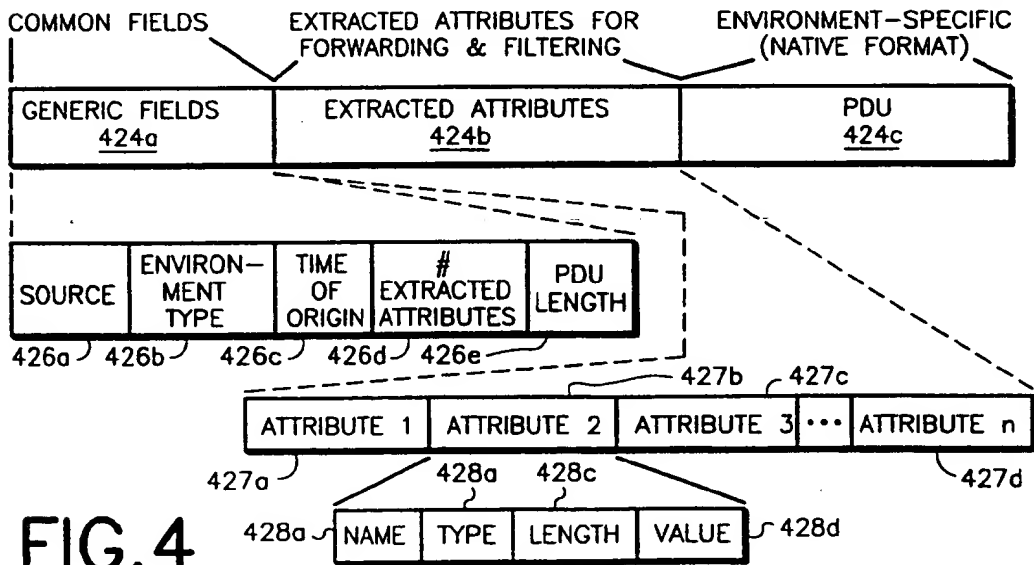 COMMON FIELDS
EXTRACTED ATTRIBUTES FOR
FORWARDING & FILTERING
ENVIRONMENT-SPECIFIC
(NATIVE FORMAT)
GENERIC FIELDS
424a
EXTRACTED ATTRIBUTES
424b
PDU
424c
SOURCE
ENVIRON-
MENT
TYPE
TIME
OF
ORIGIN
#
EXTRACTED
ATTRIBUTES
PDU
LENGTH
426a
426b
426c
426d
426e
427b
427c
ATTRIBUTE 1
ATTRIBUTE 2
ATTRIBUTE 3
•••
ATTRIBUTE n
427a
428a
428c
427d
428a
NAME
TYPE
LENGTH
VALUE
428d
FIG.4